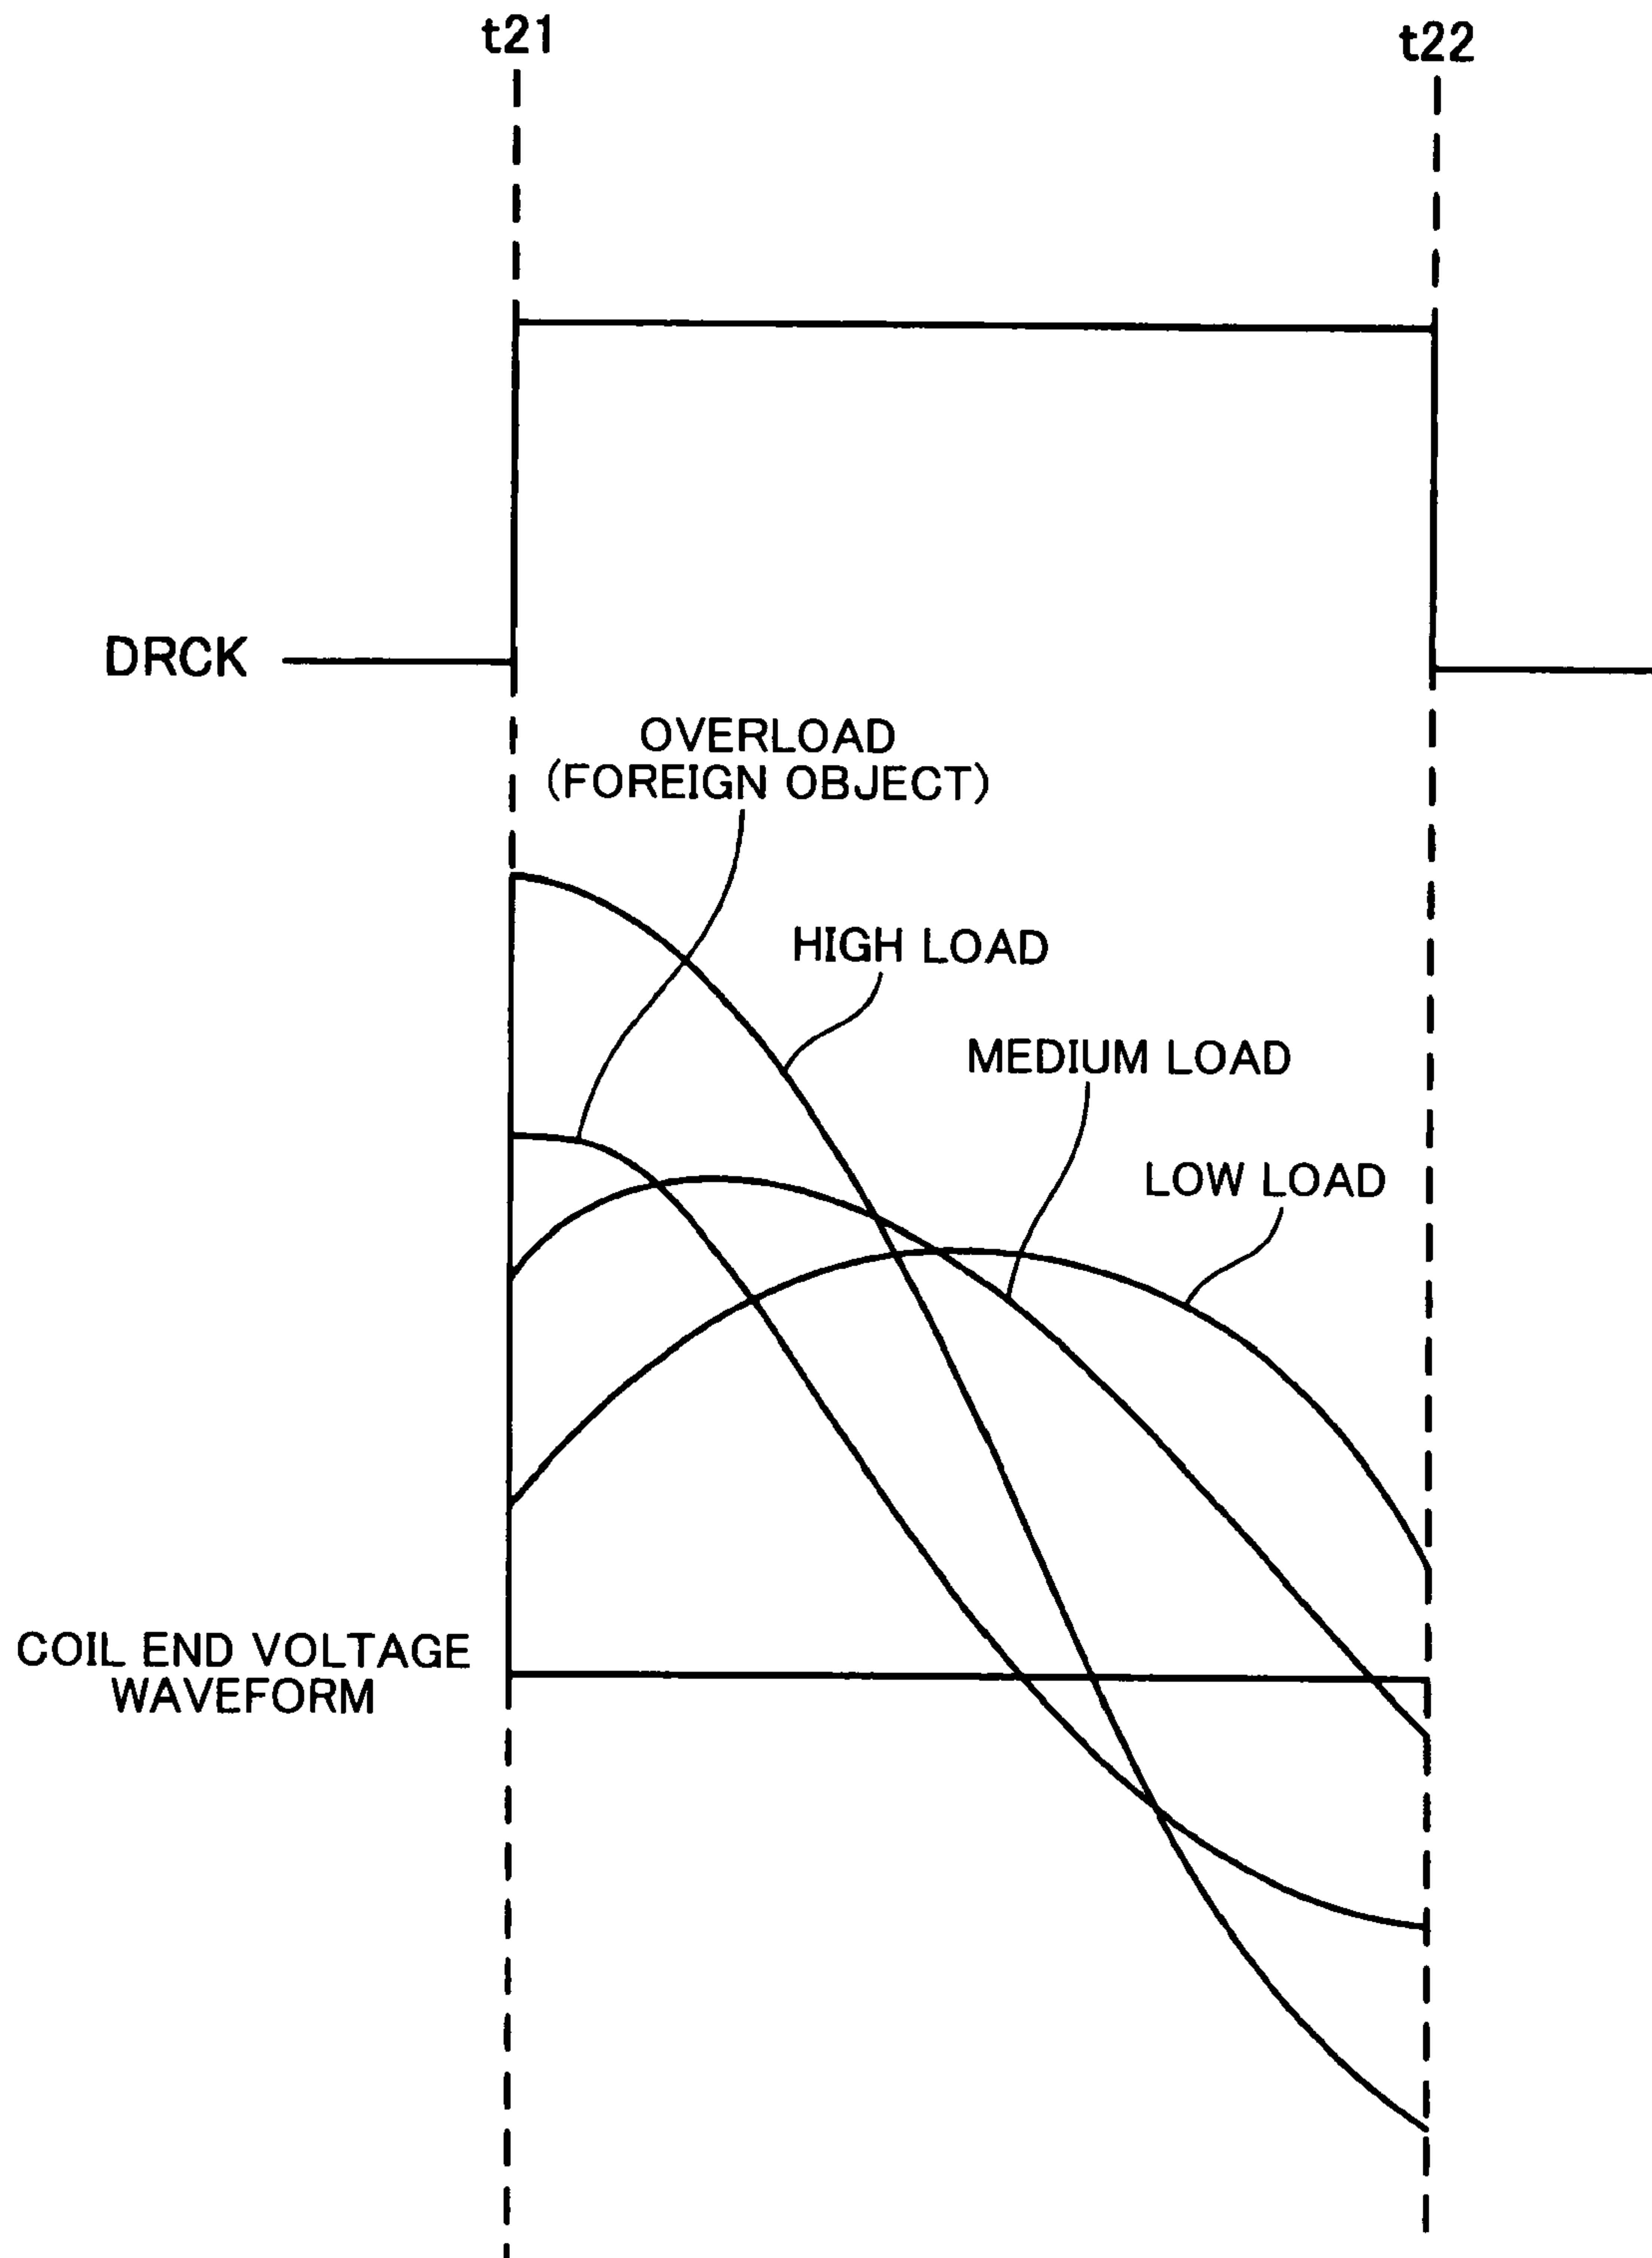 t21
t22
DRCK
OVERLOAD
(FOREIGN OBJECT)
HIGH LOAD
MEDIUM LOAD
LOW LOAD
COIL END VOLTAGE
WAVEFORM